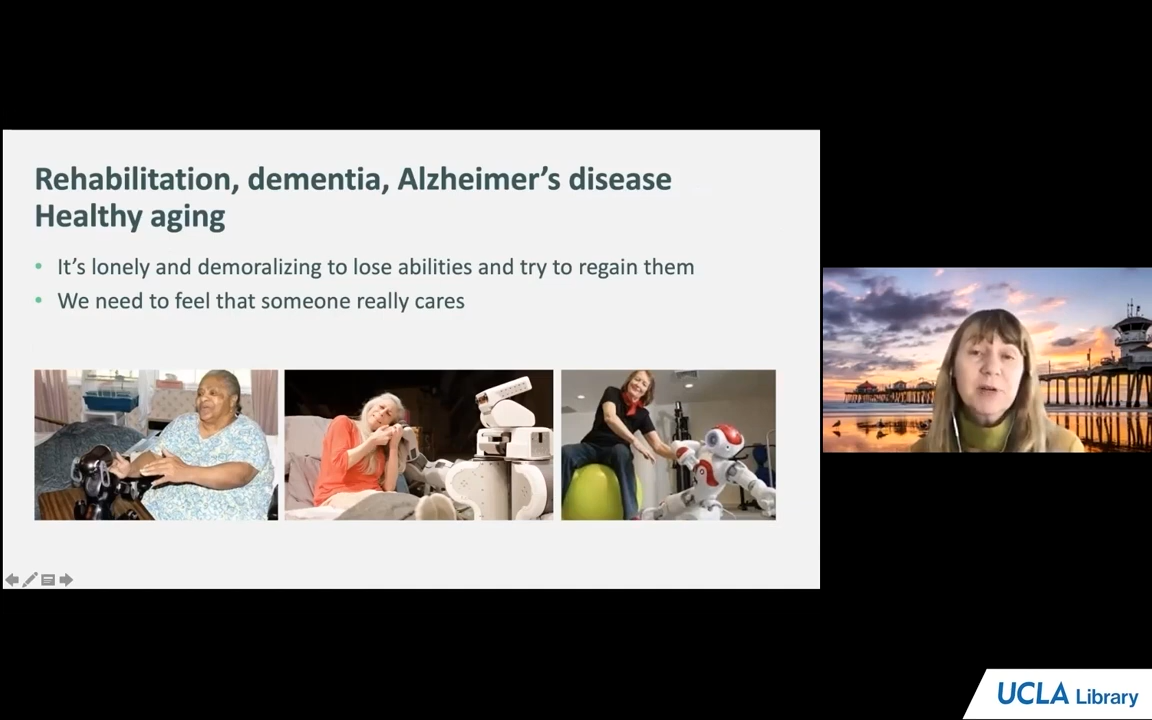 Rehabilitation, dementia, Alzheimer’s disease
Healthy aging
• It’s lonely and demoralizing to lose abilities and try to regain them
• We need to feel that someone really cares
UCLA Library